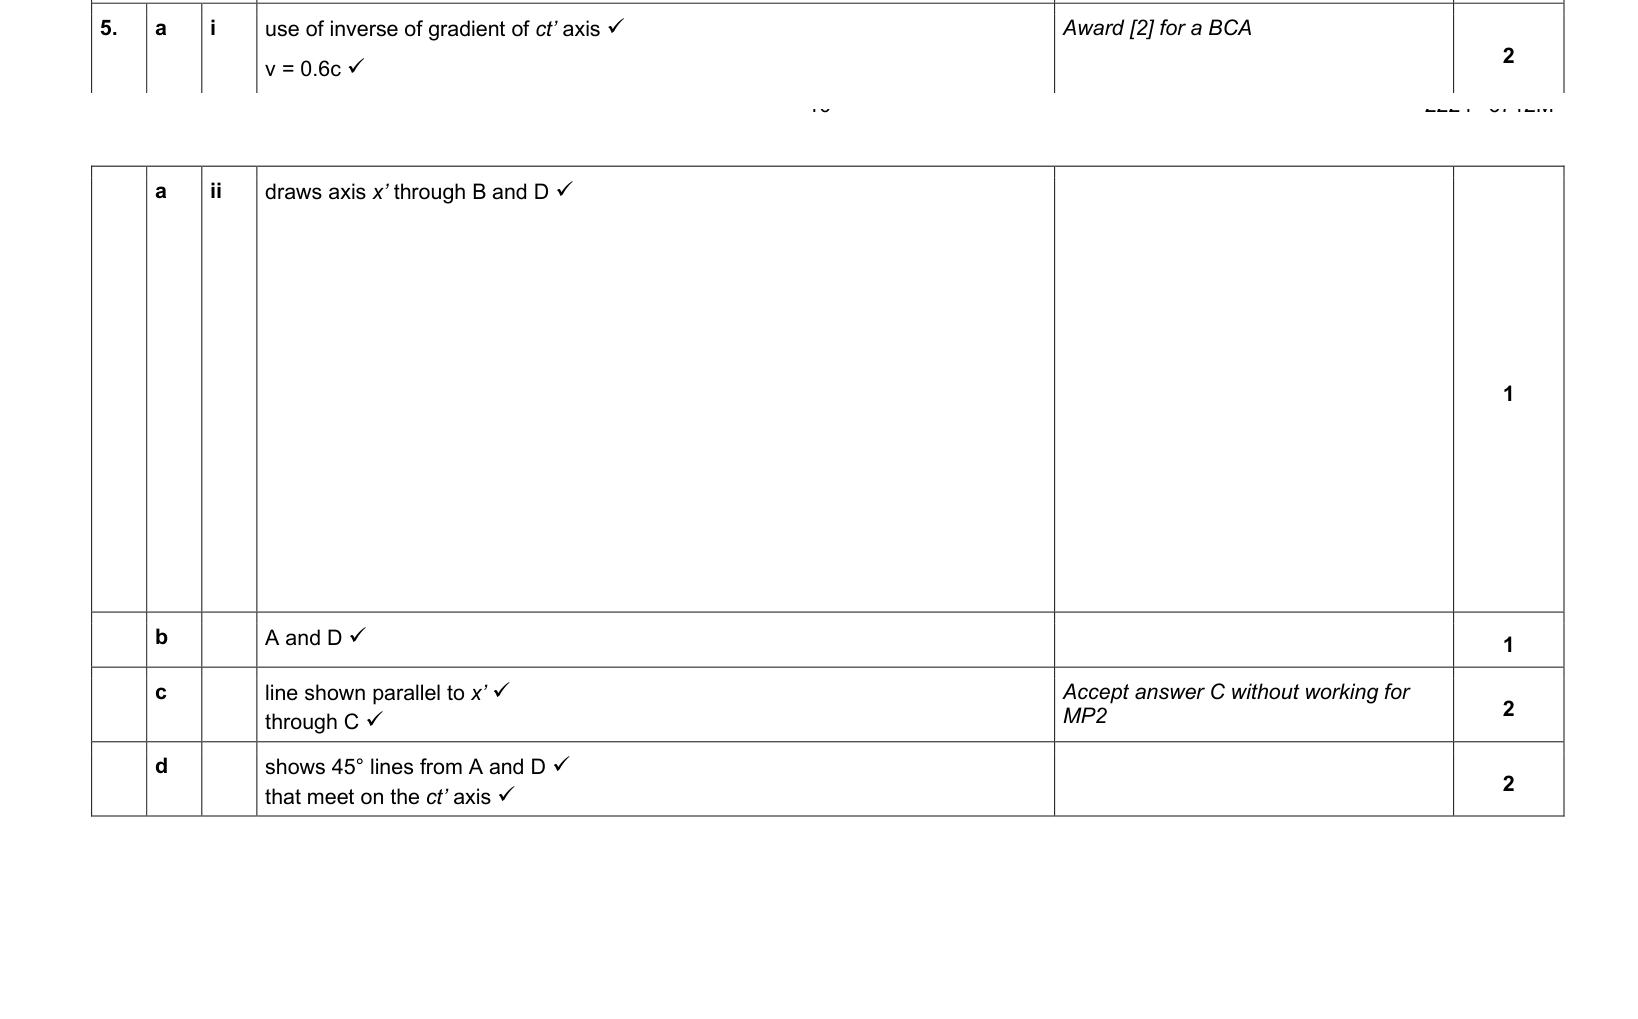 5. a i use of inverse of gradient of ct’ axis ✓ Award [2] for a BCA
v = 0.6c ✓
2
a ii draws axis x’ through B and D ✓
1
b A and D ✓
1
c line shown parallel to x’ ✓ Accept answer C without working for
through C ✓ MP2
2
d shows 45° lines from A and D ✓
that meet on the ct’ axis ✓
2